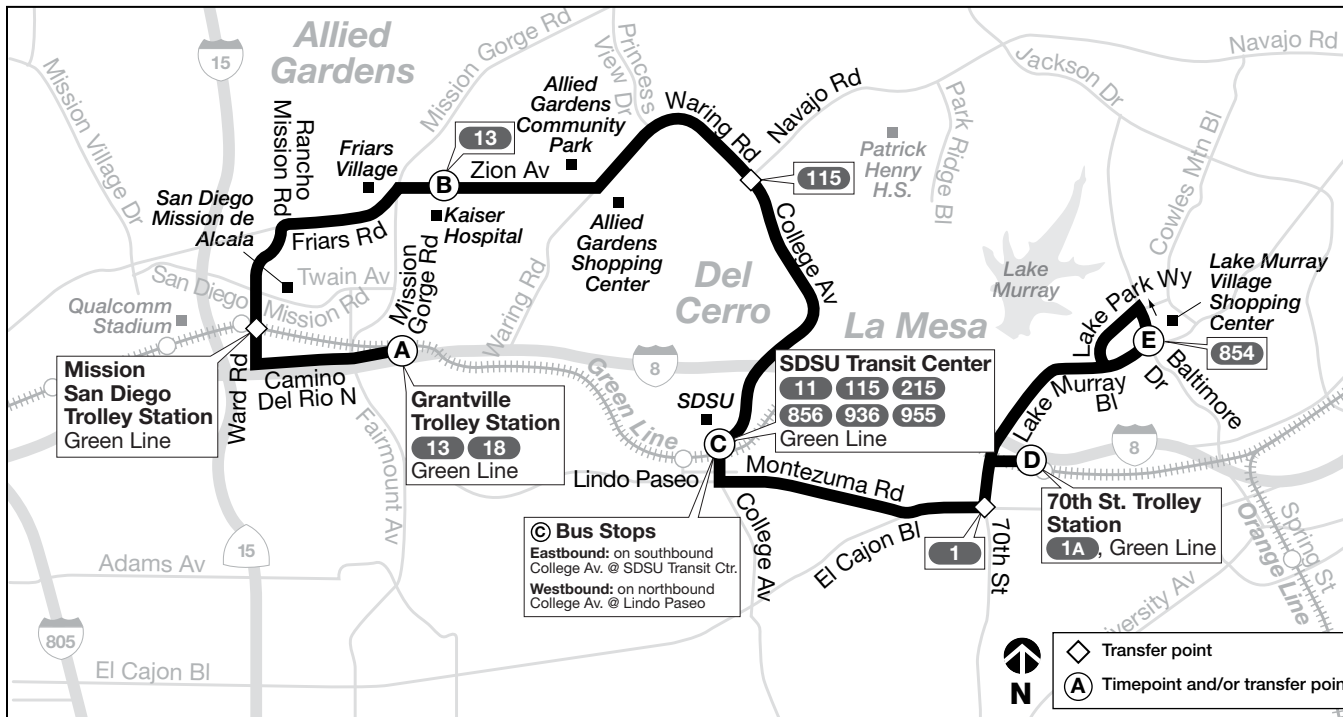 Allied
Gardens
15
Mission Village Dr
Rancho
Mission Rd
Mission Gorge Rd
Friars
Village
13
B
Zion Av
Allied
Gardens
Community
Park
Princess
View Dr
Waring Rd
Navajo Rd
115
Patrick
Henry
H.S.
Park Ridge Bl
Jackson Dr
Navajo Rd
Cowles Mtn Bl
San Diego
Mission de
Alcala
Friars Rd
Kaiser
Hospital
Allied
Gardens
Shopping
Center
College Av
Twain Av
San Diego Mission Rd
Mission
Gorge Rd
Waring Rd
Del
Cerro
Lake
Murray
Lake Park Wy
Lake Murray
Village
Shopping
Center
854
E
Qualcomm
Stadium
A
8
La Mesa
Baltimore
Dr
Lake Murray
Bl
Mission
San Diego
Trolley Station
Green Line
Ward Rd
Camino
Del Rio N
Grantville
Trolley Station
13 18
Green Line
Fairmount Av
Green Line
SDSU
C
SDSU Transit Center
11 115 215
856 936 955
Green Line
8
D
Lindo Paseo
Montezuma Rd
70th St. Trolley
Station
1A, Green Line
C Bus Stops
Eastbound: on southbound
College Av. @ SDSU Transit Ctr.
Westbound: on northbound
College Av. @ Lindo Paseo
College Av
El Cajon Bl
1
70th St
Orange Line
Spring St
15
Adams Av
805
El Cajon Bl
University Av
N
Transfer point
A Timepoint and/or transfer point